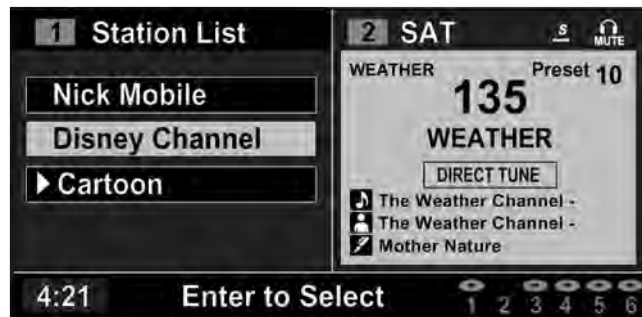 1 Station List
Nick Mobile
Disney Channel
Cartoon
2 SAT S MUTE
WEATHER Preset 10
135
WEATHER
DIRECT TUNE
The Weather Channel -
The Weather Channel -
Mother Nature
4:21 Enter to Select 1 2 3 4 5 6